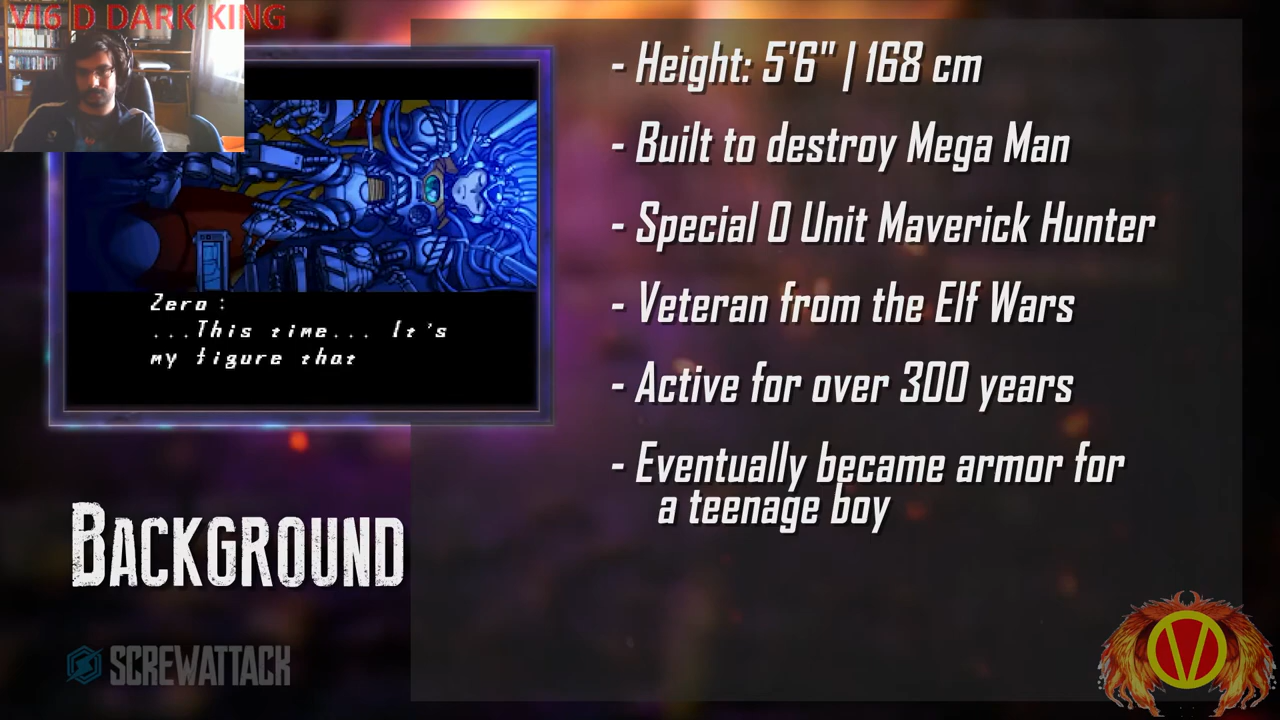 V16 D DARK KING
- Height: 5'6" | 168 cm
- Built to destroy Mega Man
- Special 0 Unit Maverick Hunter
- Veteran from the Elf Wars
- Active for over 300 years
- Eventually became armor for
a teenage boy
Zero :
...This time... It's
my figure that
BACKGROUND
SCREWATTACK
V